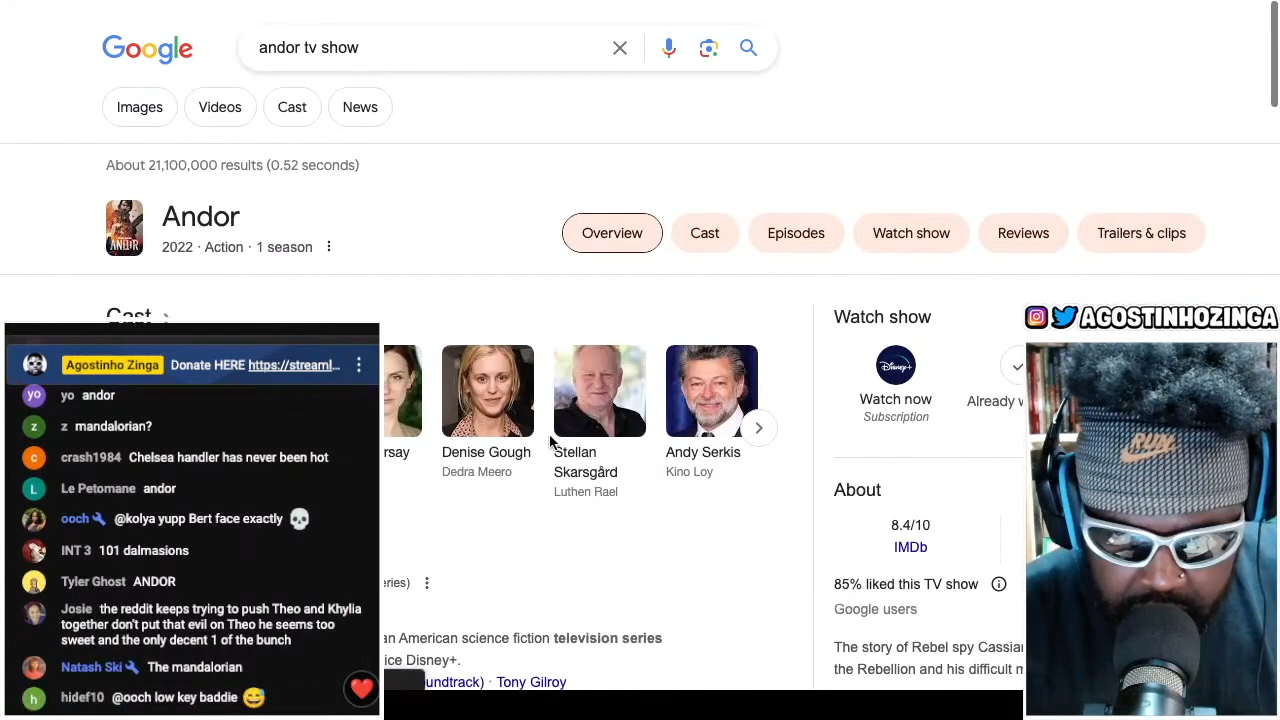 Google
andor tv show
Images
Videos
Cast
News
About 21,100,000 results (0.52 seconds)
ANDOR
Andor
2022 · Action · 1 season
Overview
Cast
Episodes
Watch show
Reviews
Trailers & clips
Cast
Denise Gough
Dedra Meero
Stellan
Skarsgård
Luthen Rael
Andy Serkis
Kino Loy
Watch show
Disney+
Watch now
Subscription
Already
About
8.4/10
IMDb
85% liked this TV show
Google users
The story of Rebel spy Cassian
the Rebellion and his difficult
eries)
an American science fiction television series
ice Disney+.
undtrack) · Tony Gilroy
AGOSTINHOZINGA
RUN
Agostinho Zinga Donate HERE https://streaml...
yo yo andor
z z mandalorian?
c crash1984 Chelsea handler has never been hot
L Le Petomane andor
ooch @kolya yupp Bert face exactly 💀
INT 3 101 dalmasions
Tyler Ghost ANDOR
Josie the reddit keeps trying to push Theo and Khylia
together don't put that evil on Theo he seems too
sweet and the only decent 1 of the bunch
Natash Ski The mandalorian
h hidef10 @ooch low key baddie 😅